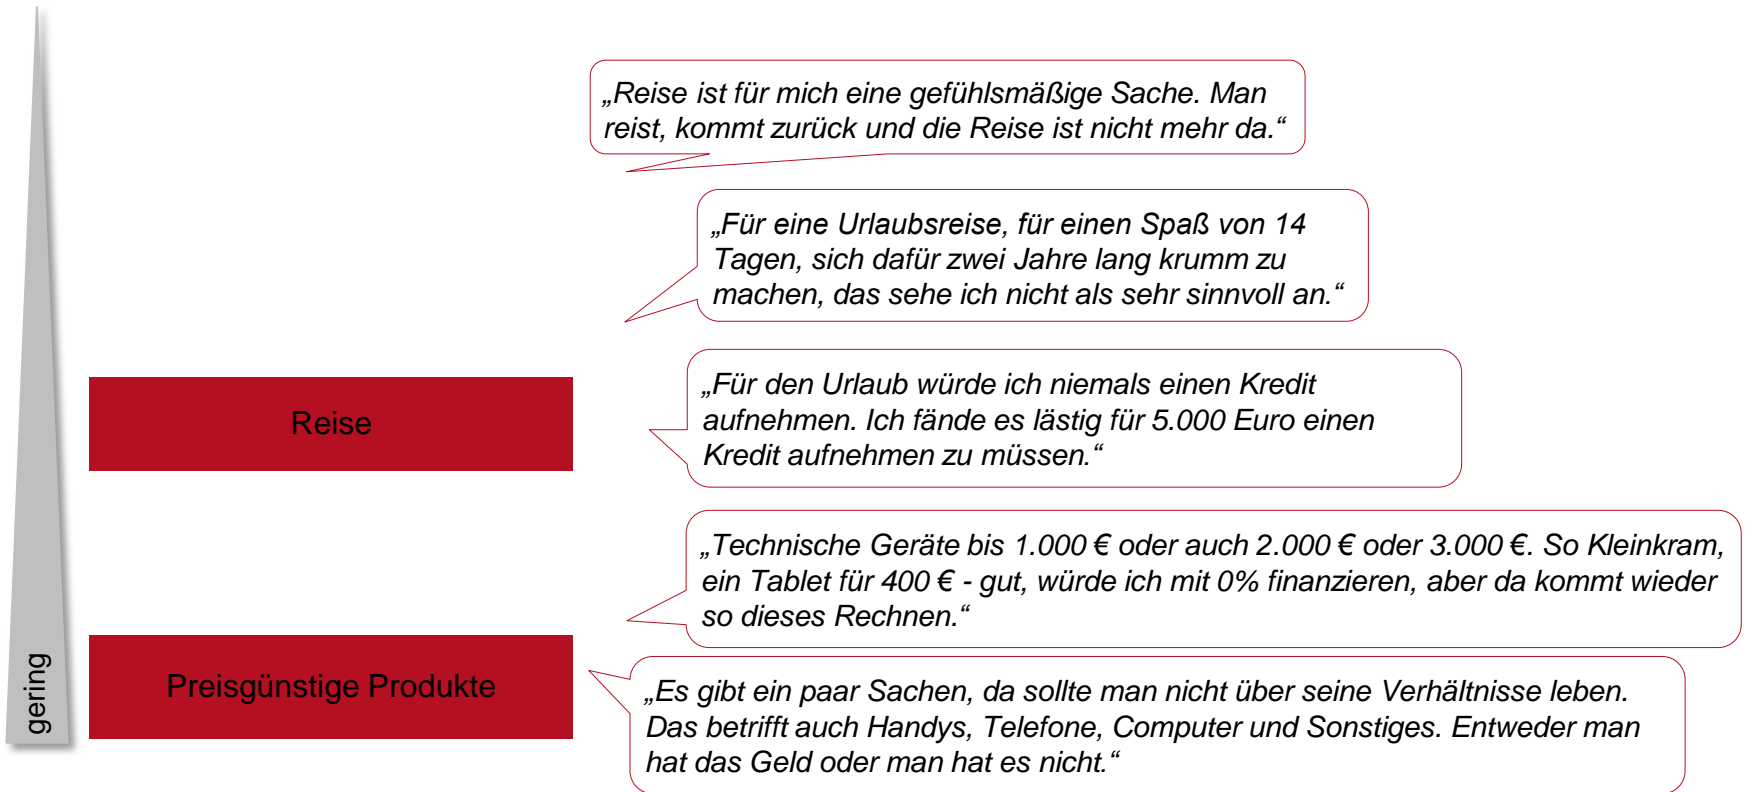 „Reise ist für mich eine gefühlsmäßige Sache. Man
reist, kommt zurück und die Reise ist nicht mehr da.“
„Für eine Urlaubsreise, für einen Spaß von 14
Tagen, sich dafür zwei Jahre lang krumm zu
machen, das sehe ich nicht als sehr sinnvoll an.“
Reise
„Für den Urlaub würde ich niemals einen Kredit
aufnehmen. Ich fände es lästig für 5.000 Euro einen
Kredit aufnehmen zu müssen.“
„Technische Geräte bis 1.000 € oder auch 2.000 € oder 3.000 €. So Kleinkram,
ein Tablet für 400 € - gut, würde ich mit 0% finanzieren, aber da kommt wieder
so dieses Rechnen.“
gering
Preisgünstige Produkte
„Es gibt ein paar Sachen, da sollte man nicht über seine Verhältnisse leben.
Das betrifft auch Handys, Telefone, Computer und Sonstiges. Entweder man
hat das Geld oder man hat es nicht.“